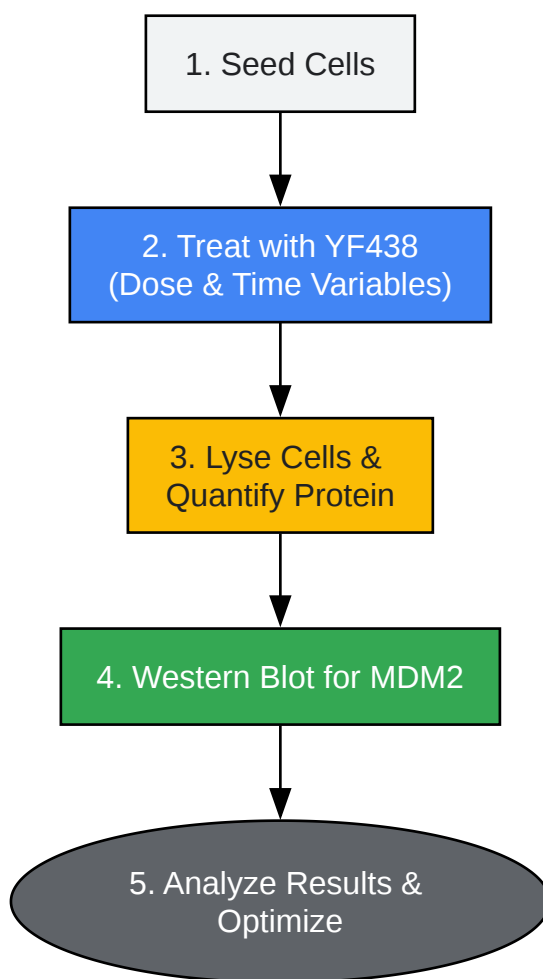 1. Seed Cells
2. Treat with YF438
(Dose & Time Variables)
3. Lyse Cells &
Quantify Protein
4. Western Blot for MDM2
5. Analyze Results &
Optimize